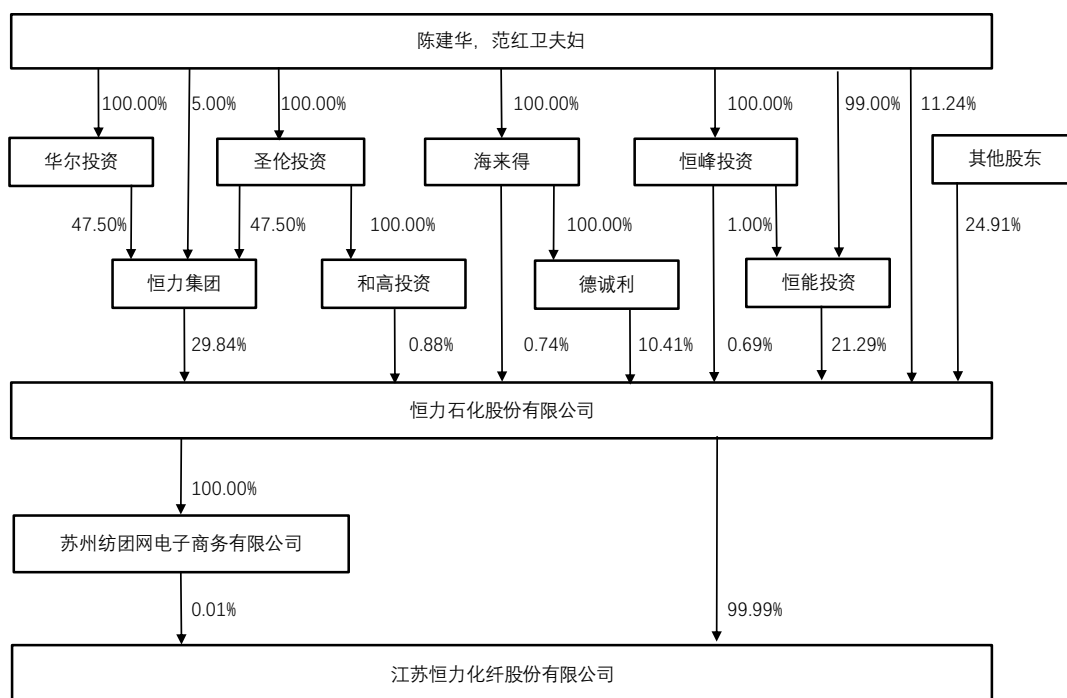 陈建华，范红卫夫妇
100.00%
5.00%
100.00%
100.00%
100.00%
99.00%
11.24%
华尔投资
圣伦投资
海来得
恒峰投资
其他股东
47.50%
47.50%
100.00%
100.00%
1.00%
24.91%
恒力集团
和高投资
德诚利
恒能投资
29.84%
0.88%
0.74%
10.41%
0.69%
21.29%
恒力石化股份有限公司
100.00%
苏州纺团网电子商务有限公司
0.01%
99.99%
江苏恒力化纤股份有限公司